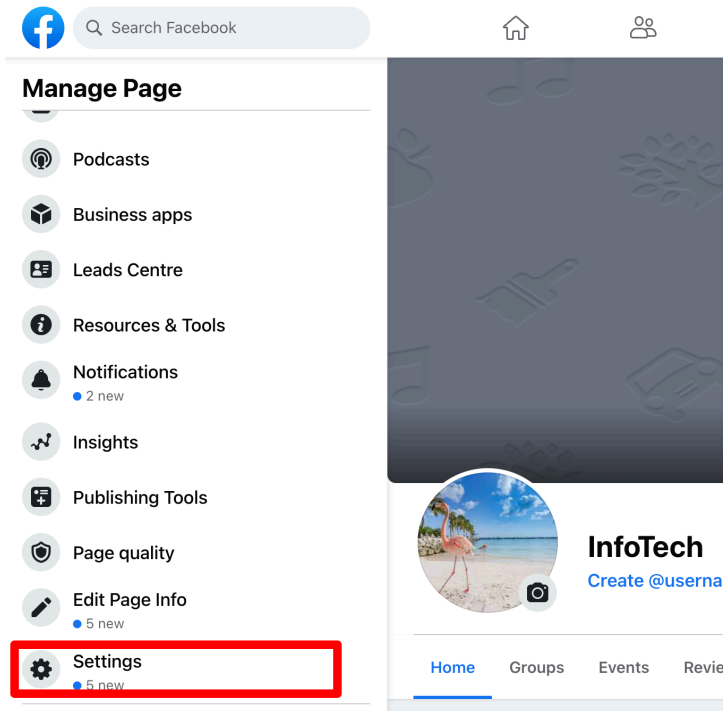 Search Facebook
Manage Page
Podcasts
Business apps
Leads Centre
Resources & Tools
Notifications
2 new
Insights
Publishing Tools
Page quality
Edit Page Info
5 new
Settings
5 new
InfoTech
Create @userna
Home Groups Events Revie